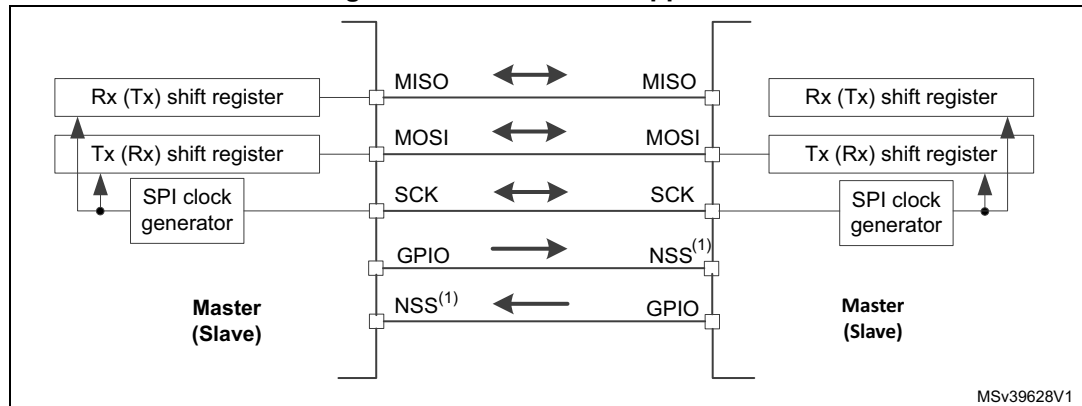 MISO MISO
Rx (Tx) shift register Rx (Tx) shift register
MOSI MOSI
Tx (Rx) shift register Tx (Rx) shift register
SPI clock
generator
SCK SCK
SPI clock
generator
GPIO NSS(1)
NSS(1) GPIO
Master
(Slave)
Master
(Slave)
MSv39628V1